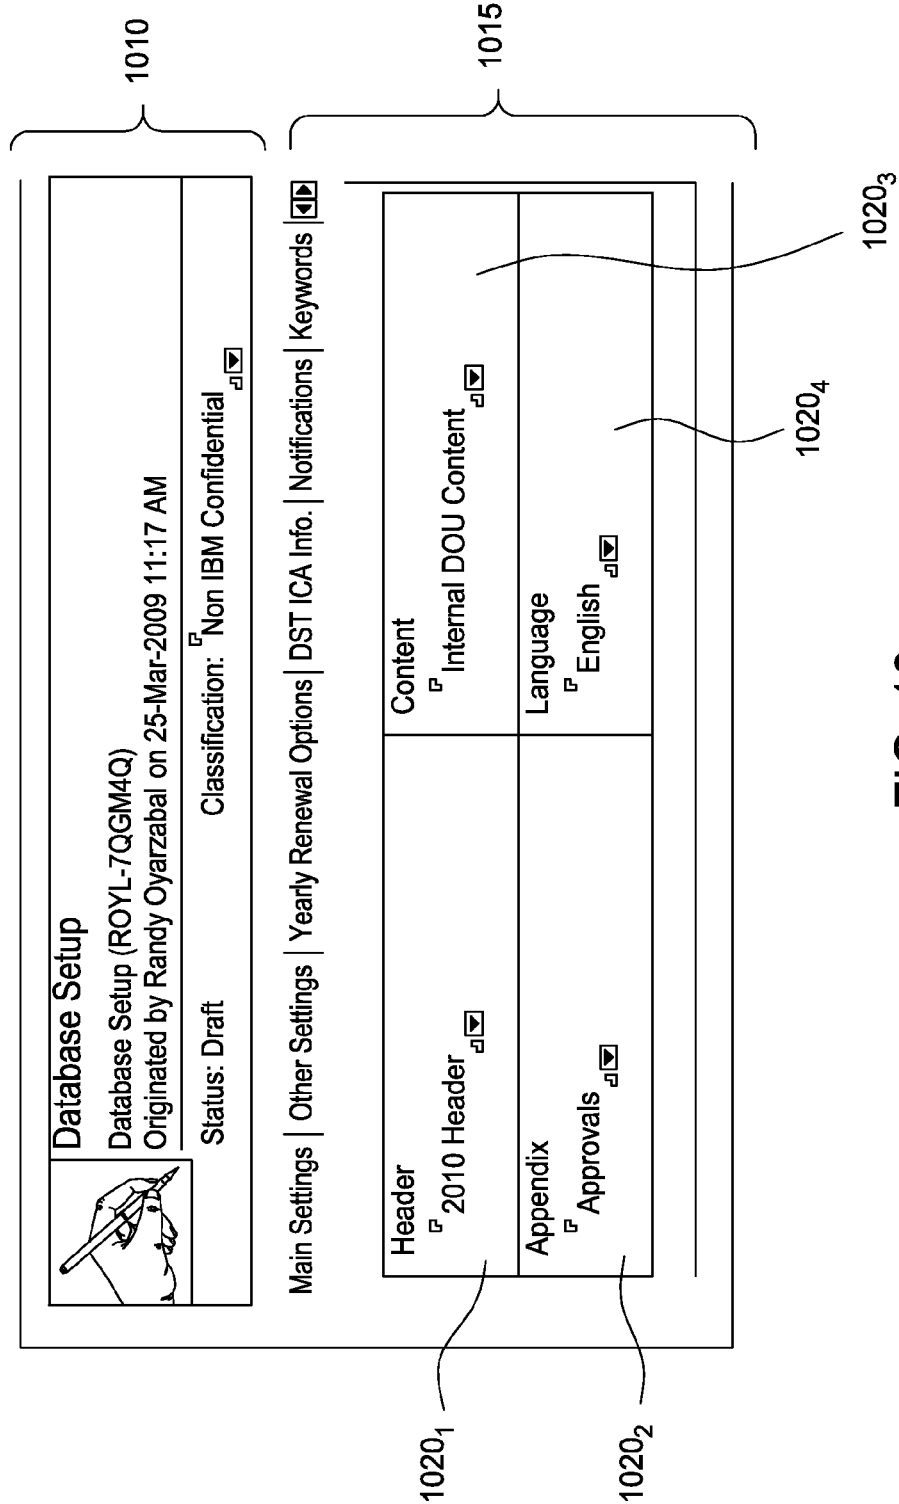 1010
Database Setup
Database Setup (ROYL-7QGM4Q)
Originated by Randy Oyarzabal on 25-Mar-2009 11:17 AM
Status: Draft Classification: Non IBM Confidential
1015
Main Settings | Other Settings | Yearly Renewal Options | DST ICA Info. | Notifications | Keywords |
Header
2010 Header
Content
Internal DOU Content
Appendix
Approvals
Language
English
1020₁
1020₂
1020₃
1020₄